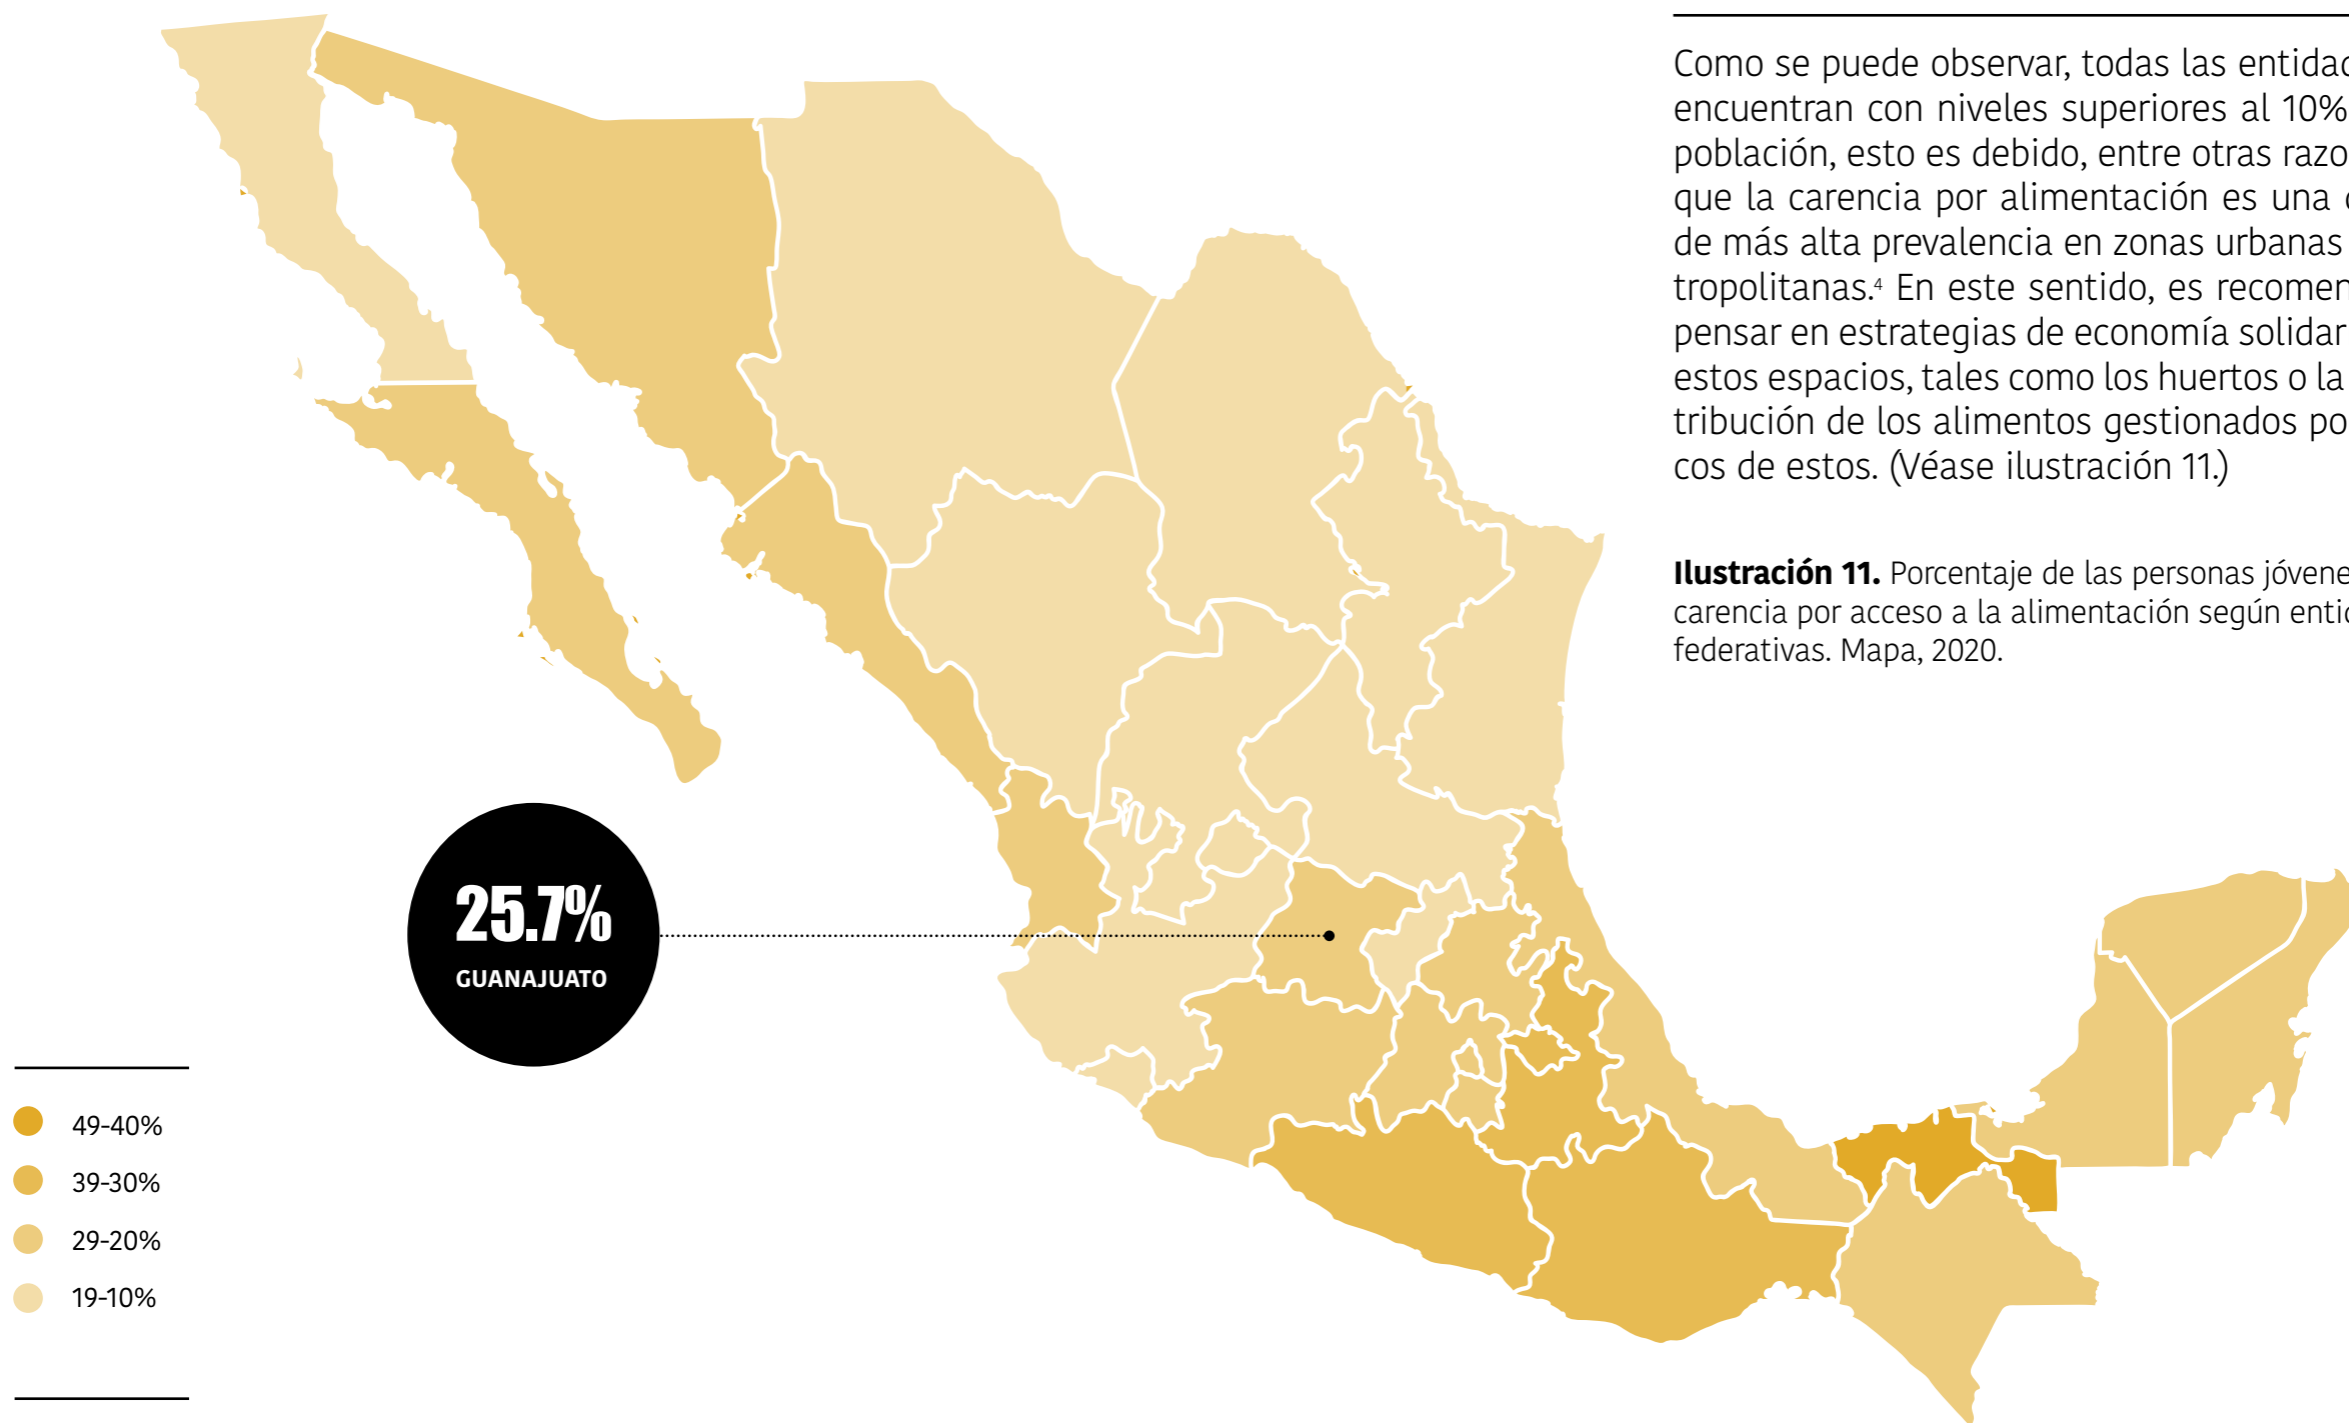 Como se puede observar, todas las entidad
encuentran con niveles superiores al 10%
población, esto es debido, entre otras razo
que la carencia por alimentación es una
de más alta prevalencia en zonas urbanas
tropolitanas.⁴ En este sentido, es recomen
pensar en estrategias de economía solidar
estos espacios, tales como los huertos o la
tribución de los alimentos gestionados po
cos de estos. (Véase ilustración 11.)
Ilustración 11. Porcentaje de las personas jóvene
carencia por acceso a la alimentación según entid
federativas. Mapa, 2020.
25.7%
GUANAJUATO
49-40%
39-30%
29-20%
19-10%